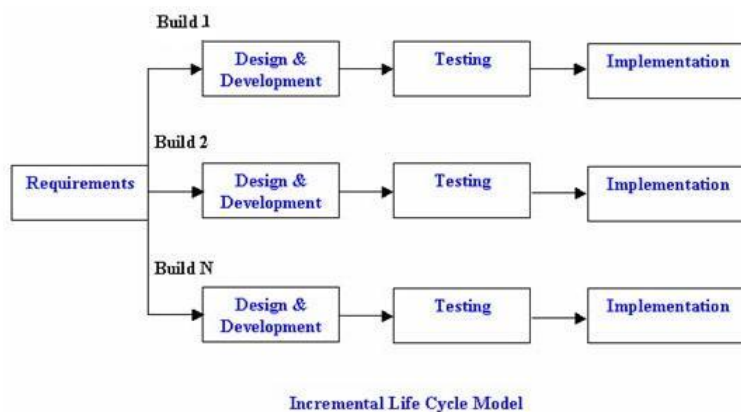 Build 1
Design &
Development
Testing
Implementation
Build 2
Requirements
Design &
Development
Testing
Implementation
Build N
Design &
Development
Testing
Implementation
Incremental Life Cycle Model